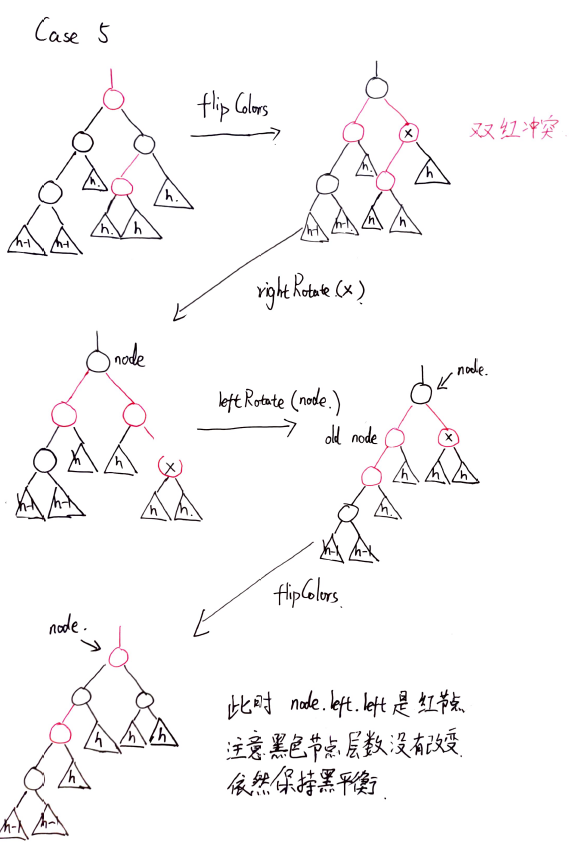 Case 5
flip Colors
h. h. h-1 h-1 h. h
x
双红冲突
h. h h-1 h-1 h h
rightRotate(x)
node
leftRotate(node.)
node.
old node
x
h h h-1 h-1 h. h.
x
h h h h. h-1 h-1
flipColors.
node.
h h h h h-1 h-1
此时 node.left.left 是红节点
注意黑色节点层数没有改变
依然保持黑平衡.